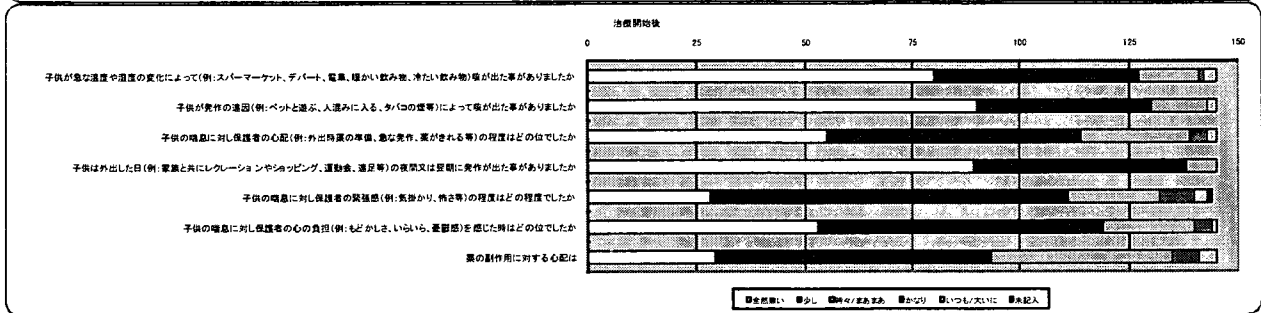 治療開始後
0 25 50 75 100 125 150
子供が急な温度や湿度の変化によって(例:スパーマーケット、デパート、電車、暖かい飲み物、冷たい飲み物)咳が出た事がありましたか
子供が発作の遠因(例:ペットと遊ぶ、人混みに入る、タバコの煙等)によって咳が出た事がありましたか
子供の喘息に対し保護者の心配(例:外出時薬の準備、急な発作、薬がきれる等)の程度はどの位でしたか
子供は外出した日(例:家族と共にレクレーションやショッピング、運動会、遠足等)の夜間又は翌朝に発作が出た事がありましたか
子供の喘息に対し保護者の緊張感(例:気掛かり、怖さ等)の程度はどの程度でしたか
子供の喘息に対し保護者の心の負担(例:もどかしさ、いらいら、憂鬱感)を感じた時はどの位でしたか
薬の副作用に対する心配は
全然無い 少し 時々/まあまあ かなり いつも/大いに 未記入